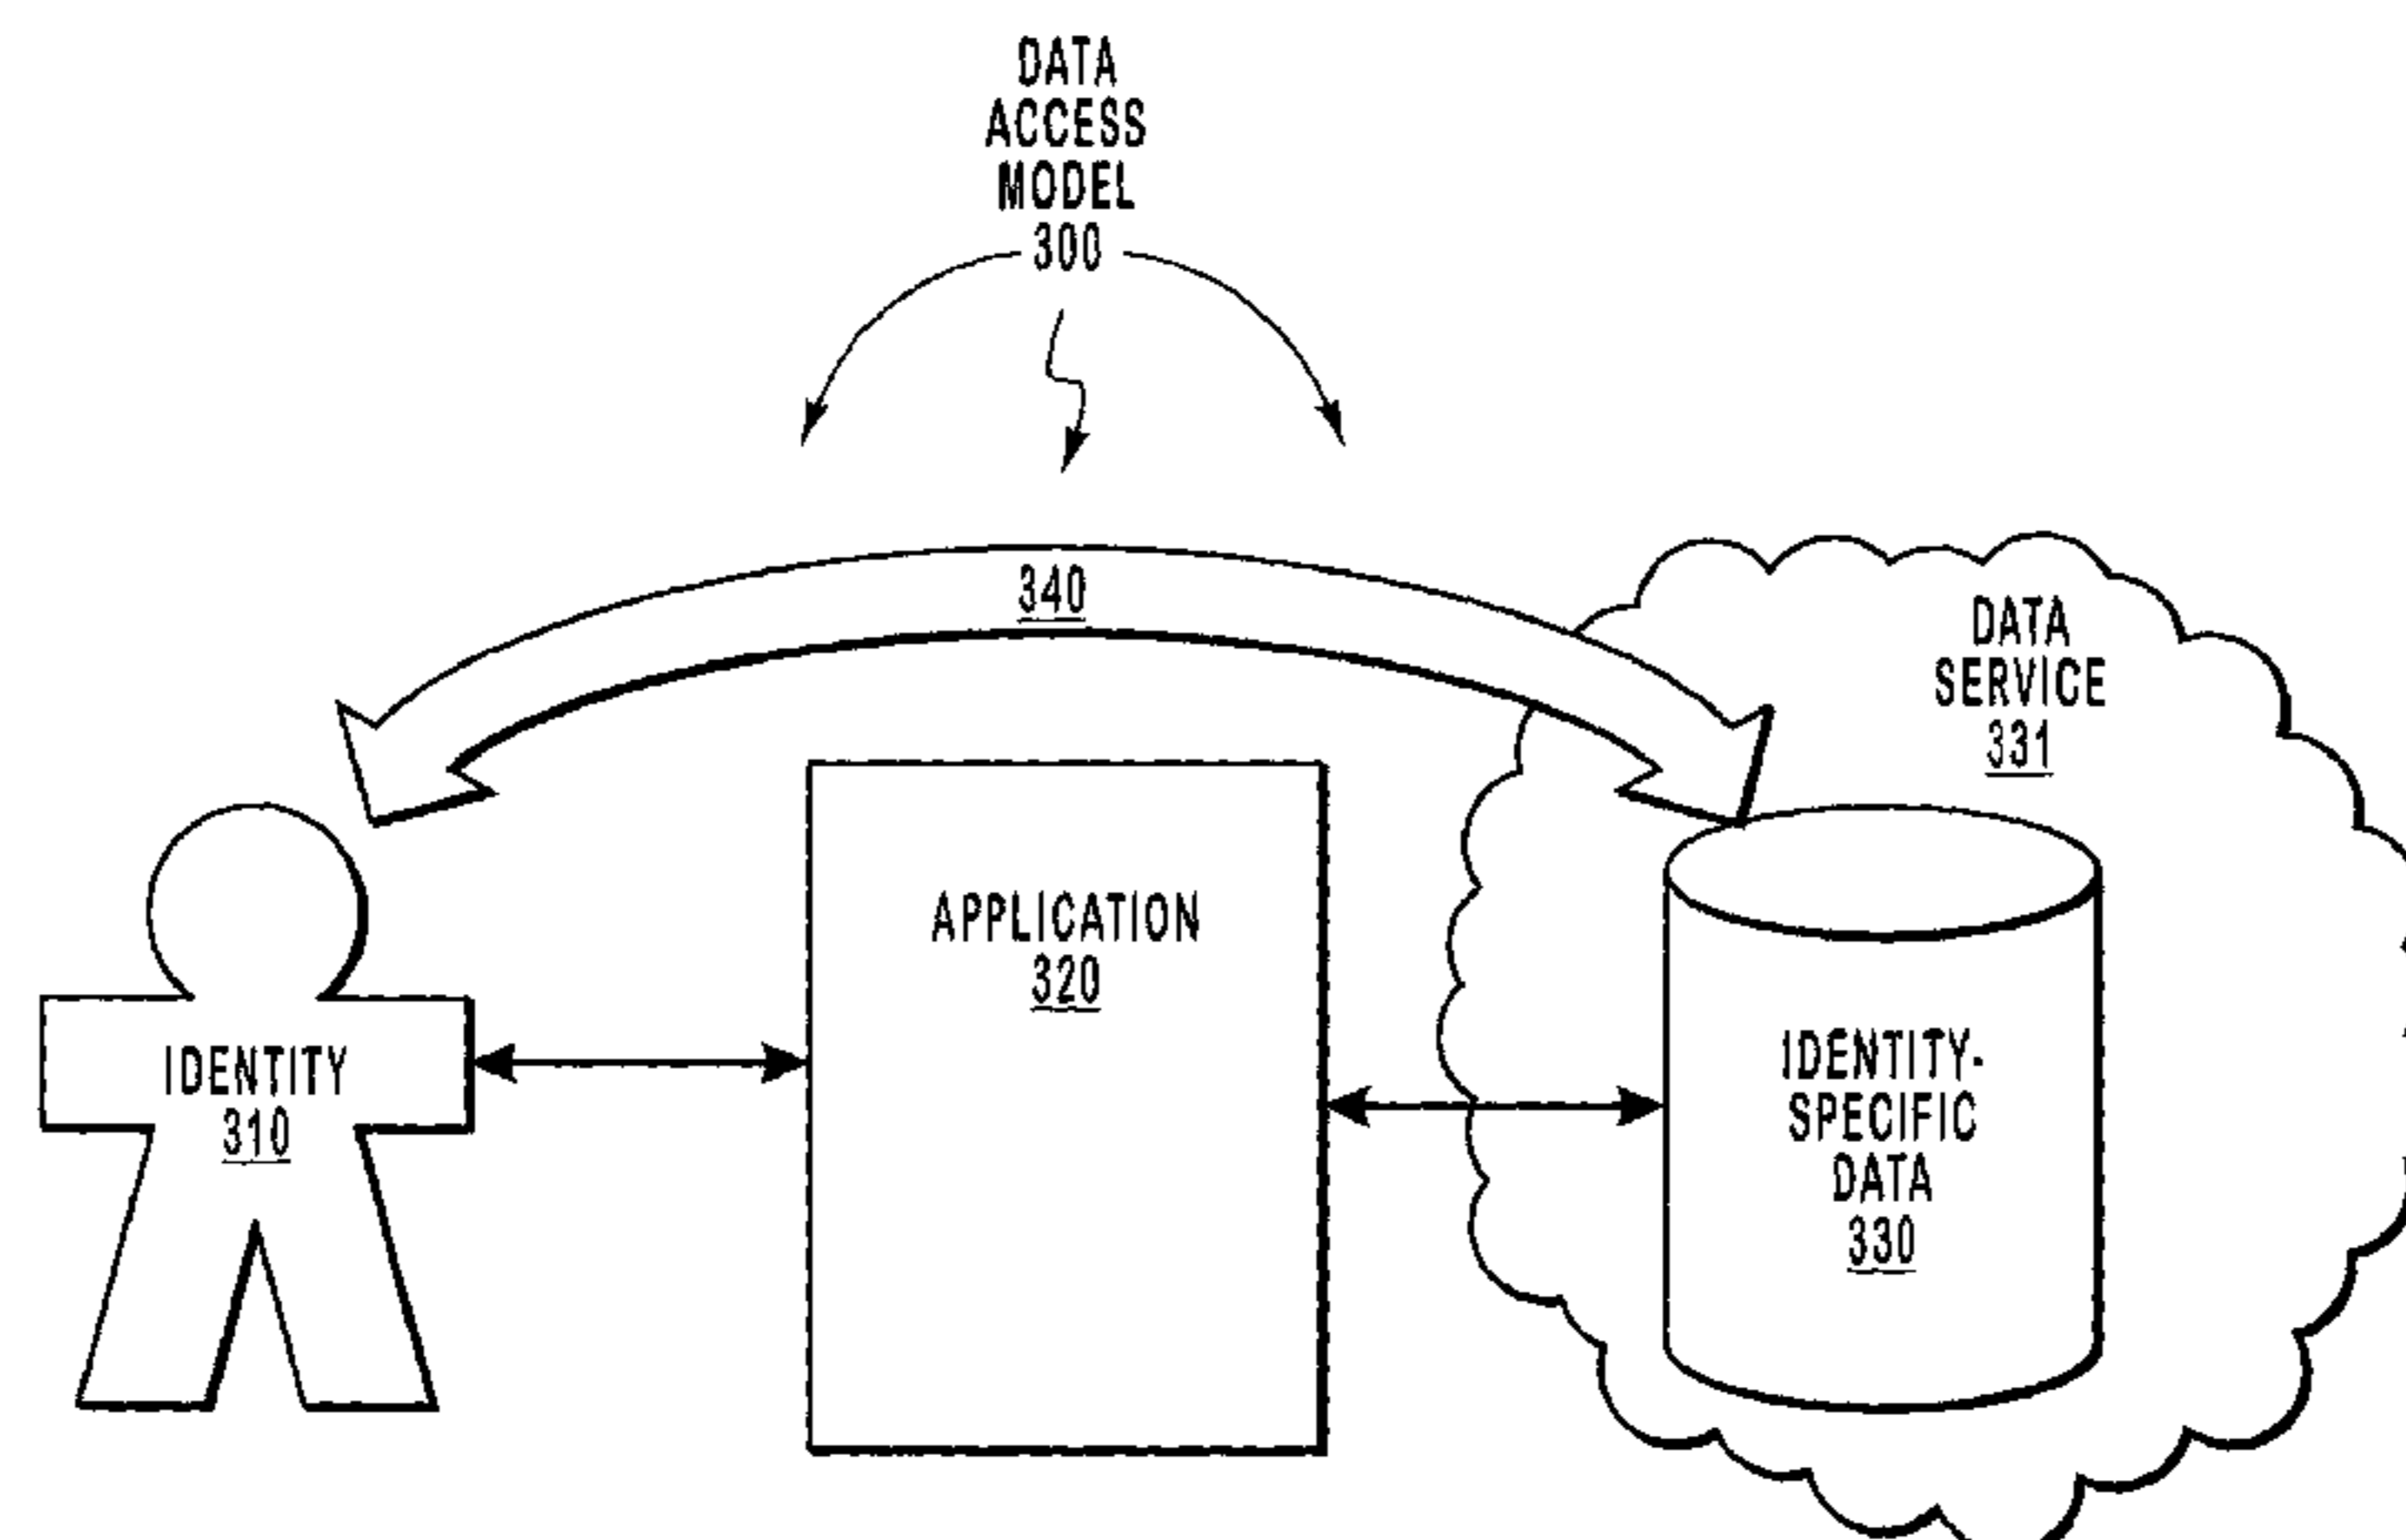 DATA
ACCESS
MODEL
300
340
DATA
SERVICE
331
APPLICATION
320
IDENTITY
310
IDENTITY-
SPECIFIC
DATA
330